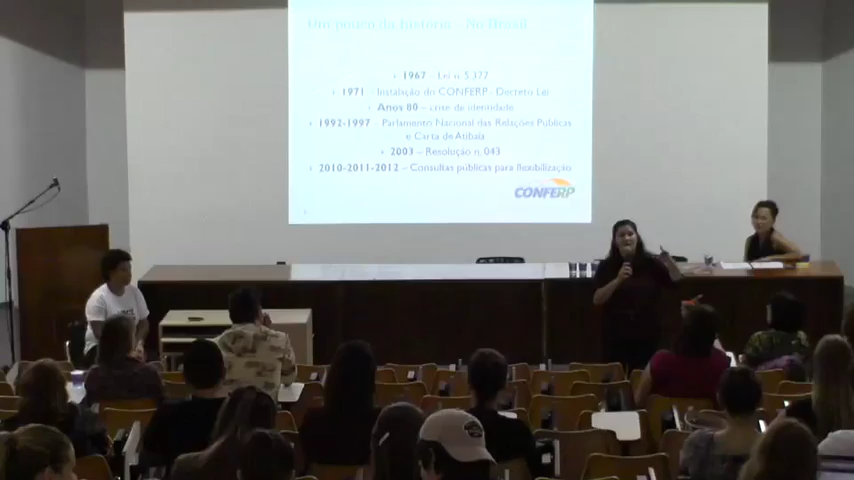 Um pouco da história - No Brasil
› 1967 - Lei n. 5.377
› 1971 - Instalação do CONFERP - Decreto Lei
› Anos 80 – crise de identidade
› 1992-1997 - Parlamento Nacional das Relações Públicas
e Carta de Atibaia
› 2003 – Resolução n. 043
› 2010-2011-2012 – Consultas públicas para flexibilização
CONFERP